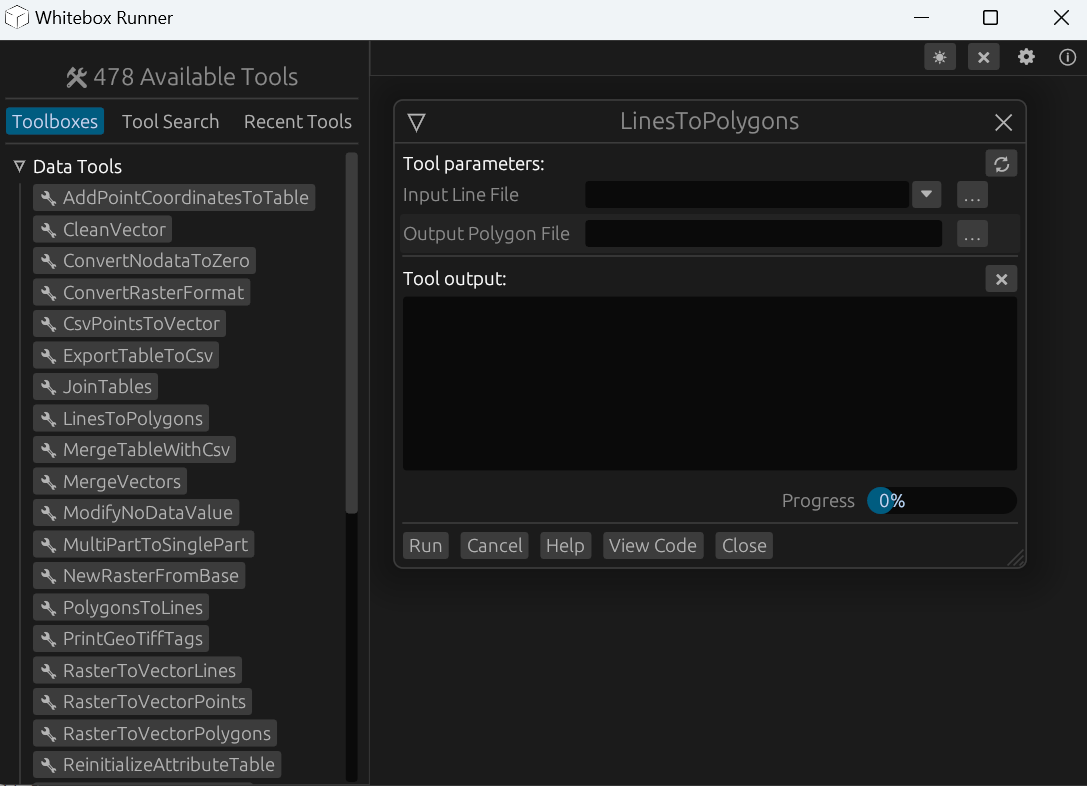 Whitebox Runner
478 Available Tools
Toolboxes Tool Search Recent Tools
Data Tools
AddPointCoordinatesToTable
CleanVector
ConvertNodataToZero
ConvertRasterFormat
CsvPointsToVector
ExportTableToCsv
JoinTables
LinesToPolygons
MergeTableWithCsv
MergeVectors
ModifyNoDataValue
MultiPartToSinglePart
NewRasterFromBase
PolygonsToLines
PrintGeoTiffTags
RasterToVectorLines
RasterToVectorPoints
RasterToVectorPolygons
ReinitializeAttributeTable
LinesToPolygons
Tool parameters:
Input Line File ...
Output Polygon File ...
Tool output:
Progress 0%
Run Cancel Help View Code Close